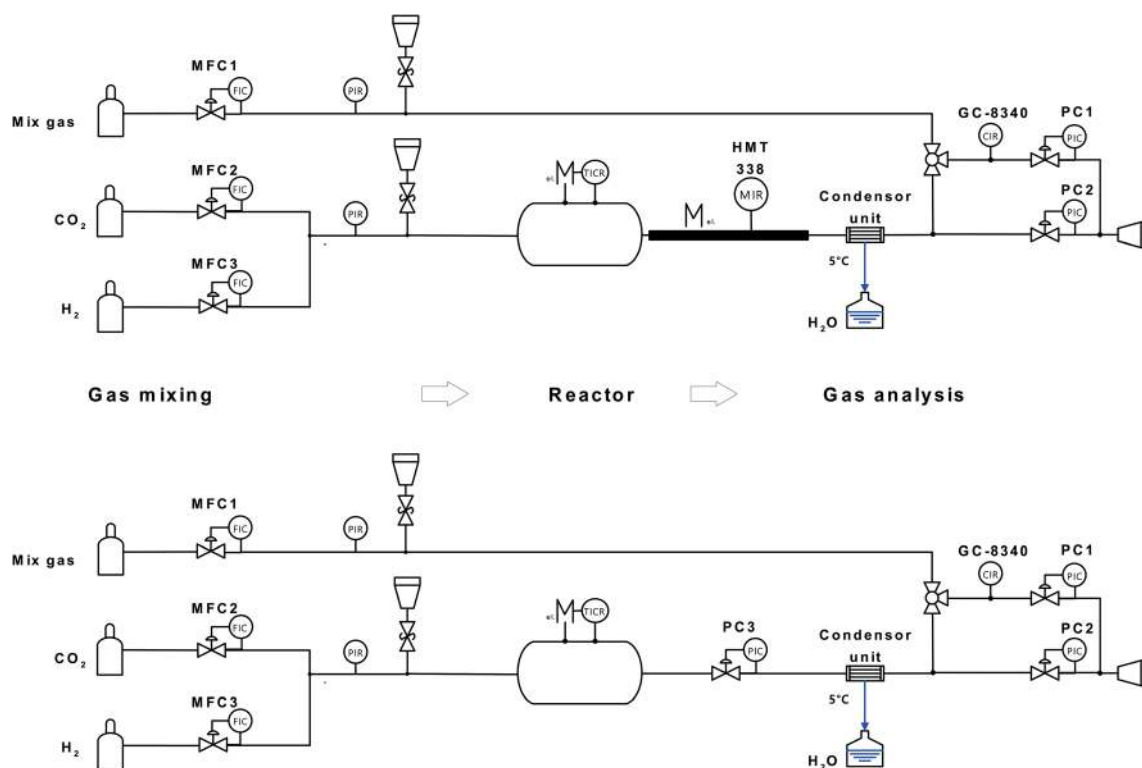 MFC1
FIC
PIR
Mix gas
GC-8340
PC1
CIR
PIC
MFC2
FIC
HMT
338
TICR
MIR
M el.
M el.
CO2
PIR
Condensor
unit
PC2
PIC
MFC3
FIC
5°C
H2
H2O
Gas mixing
Reactor
Gas analysis
MFC1
FIC
PIR
Mix gas
GC-8340
PC1
CIR
PIC
MFC2
FIC
M el.
TICR
CO2
PIR
PC3
PIC
Condensor
unit
PC2
PIC
MFC3
FIC
5°C
H2
H2O